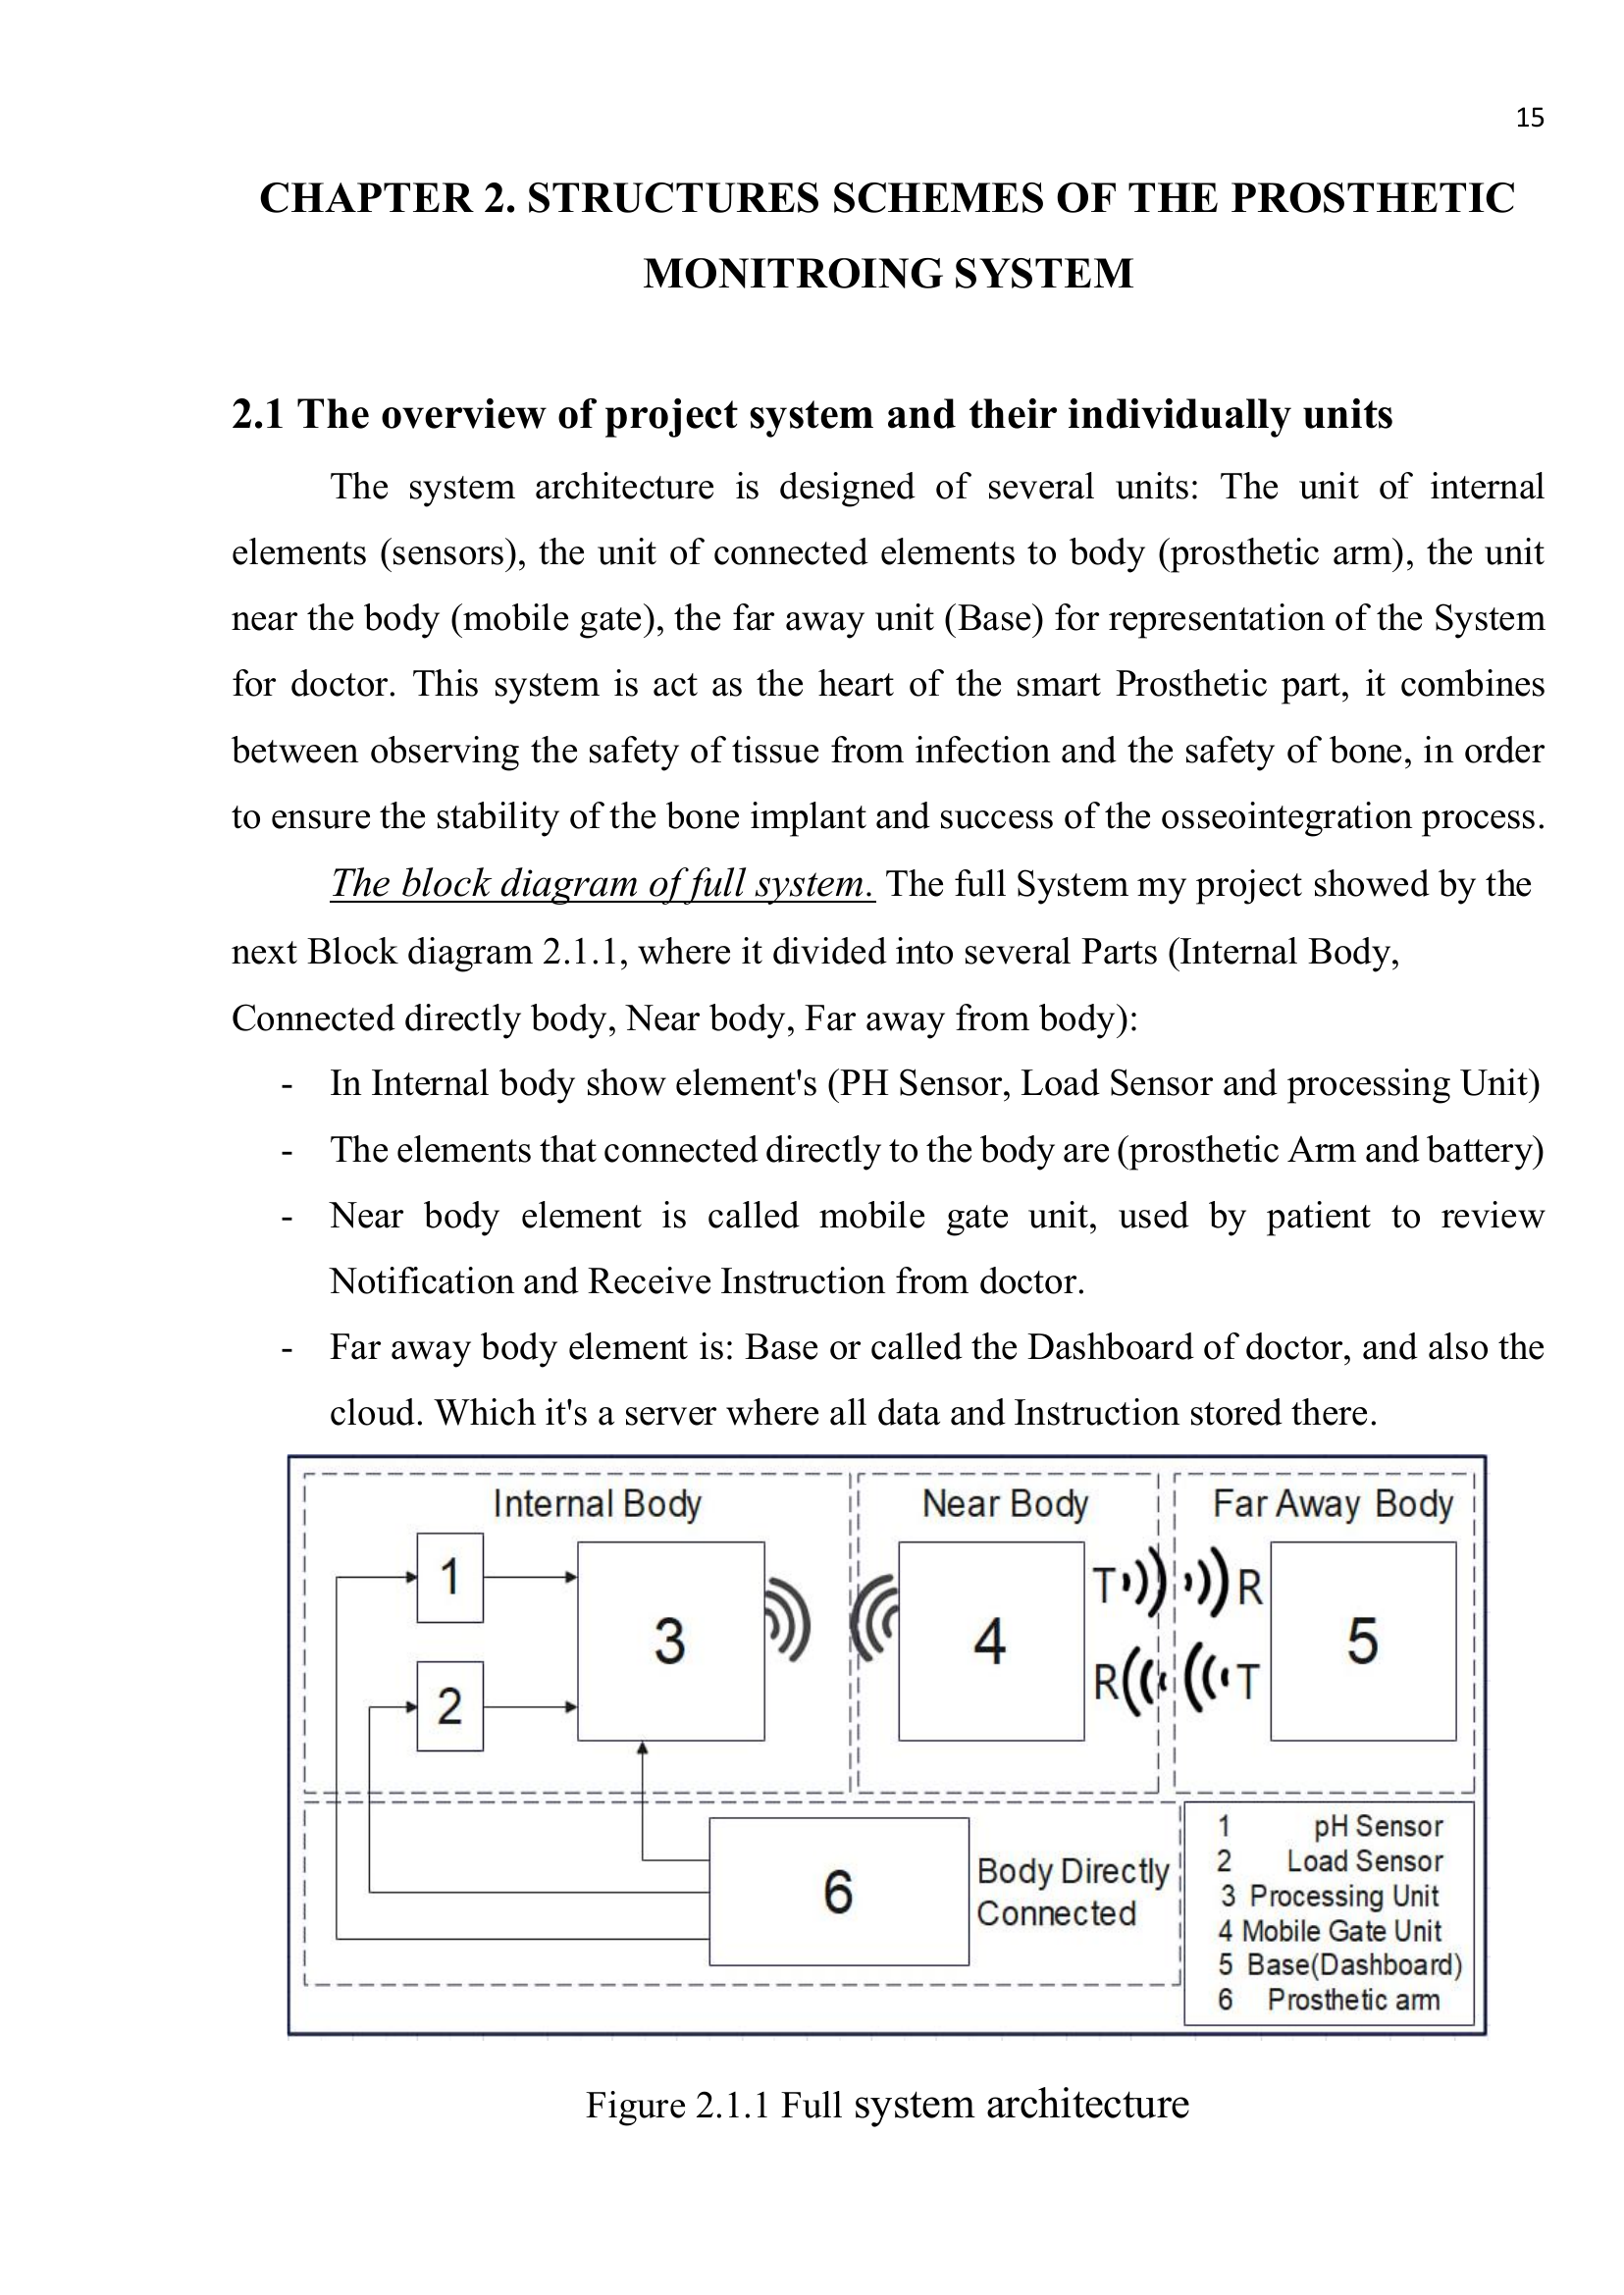 15
CHAPTER 2. STRUCTURES SCHEMES OF THE PROSTHETIC
MONITROING SYSTEM
2.1 The overview of project system and their individually units
The system architecture is designed of several units: The unit of internal
elements (sensors), the unit of connected elements to body (prosthetic arm), the unit
near the body (mobile gate), the far away unit (Base) for representation of the System
for doctor. This system is act as the heart of the smart Prosthetic part, it combines
between observing the safety of tissue from infection and the safety of bone, in order
to ensure the stability of the bone implant and success of the osseointegration process.
The block diagram of full system. The full System my project showed by the
next Block diagram 2.1.1, where it divided into several Parts (Internal Body,
Connected directly body, Near body, Far away from body):
- In Internal body show element's (PH Sensor, Load Sensor and processing Unit)
- The elements that connected directly to the body are (prosthetic Arm and battery)
- Near body element is called mobile gate unit, used by patient to review
Notification and Receive Instruction from doctor.
- Far away body element is: Base or called the Dashboard of doctor, and also the
cloud. Which it's a server where all data and Instruction stored there.
Internal Body
Near Body
Far Away Body
1
2
3
4
T
R
R
T
5
6
Body Directly
Connected
1 pH Sensor
2 Load Sensor
3 Processing Unit
4 Mobile Gate Unit
5 Base(Dashboard)
6 Prosthetic arm
Figure 2.1.1 Full system architecture